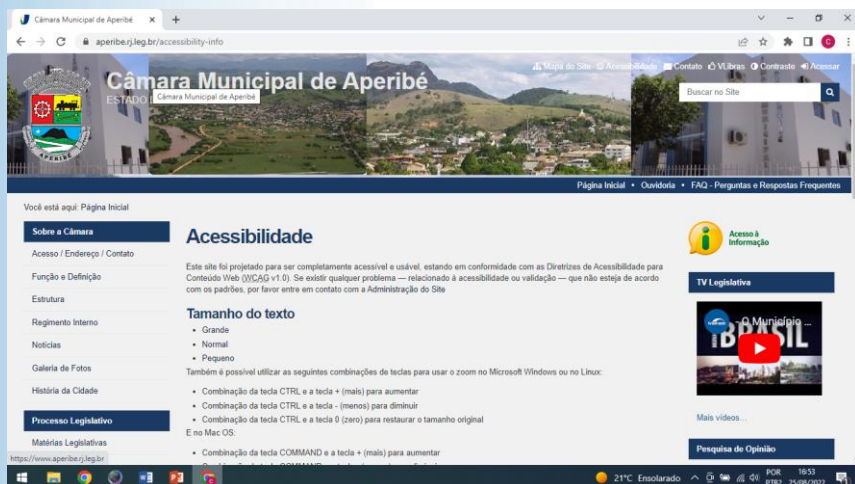 Câmara Municipal de Aperibé
aperibe.rj.leg.br/accessibility-info
Mapa do Site Acessibilidade Contato VLibras Contraste Acessar
Câmara Municipal de Aperibé
ESTADO
Câmara Municipal de Aperibé
Buscar no Site
APERIBÉ
Página Inicial • Ouvidoria • FAQ - Perguntas e Respostas Frequentes
Você está aqui: Página Inicial
Sobre a Câmara
Acesso / Endereço / Contato
Função e Definição
Estrutura
Regimento Interno
Notícias
Galeria de Fotos
História da Cidade
Processo Legislativo
Matérias Legislativas
https://www.aperibe.rj.leg.br
Acessibilidade
Este site foi projetado para ser completamente acessível e usável, estando em conformidade com as Diretrizes de Acessibilidade para
Conteúdo Web (WCAG v1.0). Se existir qualquer problema — relacionado à acessibilidade ou validação — que não esteja de acordo
com os padrões, por favor entre em contato com a Administração do Site
Tamanho do texto
• Grande
• Normal
• Pequeno
Também é possível utilizar as seguintes combinações de teclas para usar o zoom no Microsoft Windows ou no Linux:
• Combinação da tecla CTRL e a tecla + (mais) para aumentar
• Combinação da tecla CTRL e a tecla - (menos) para diminuir
• Combinação da tecla CTRL e a tecla 0 (zero) para restaurar o tamanho original
E no Mac OS:
• Combinação da tecla COMMAND e a tecla + (mais) para aumentar
Acesso à
Informação
TV Legislativa
- O Município ...
BRASIL
Mais vídeos…
Pesquisa de Opinião
21°C Ensolarado
POR
PTB2
16:53
25/08/2022